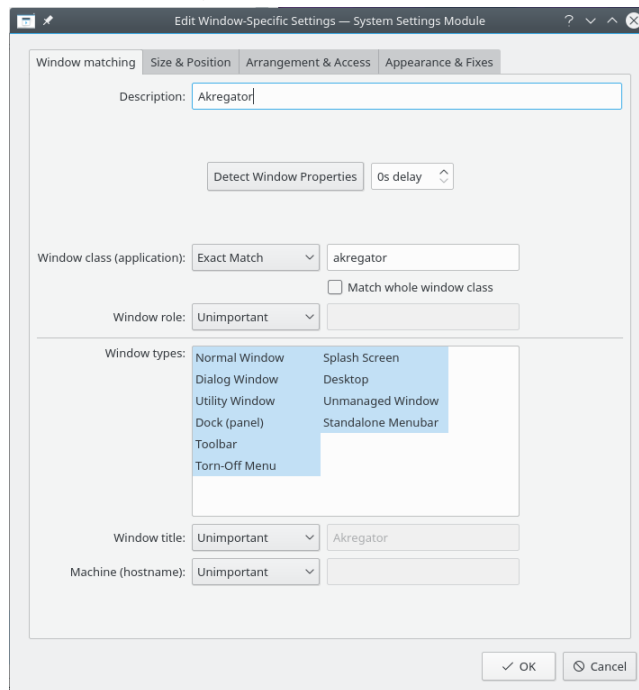 Edit Window-Specific Settings — System Settings Module
Window matching Size & Position Arrangement & Access Appearance & Fixes
Description: Akregator
Detect Window Properties 0s delay
Window class (application): Exact Match akregator
Match whole window class
Window role: Unimportant
Window types:
Normal Window Splash Screen
Dialog Window Desktop
Utility Window Unmanaged Window
Dock (panel) Standalone Menubar
Toolbar
Torn-Off Menu
Window title: Unimportant Akregator
Machine (hostname): Unimportant
OK Cancel